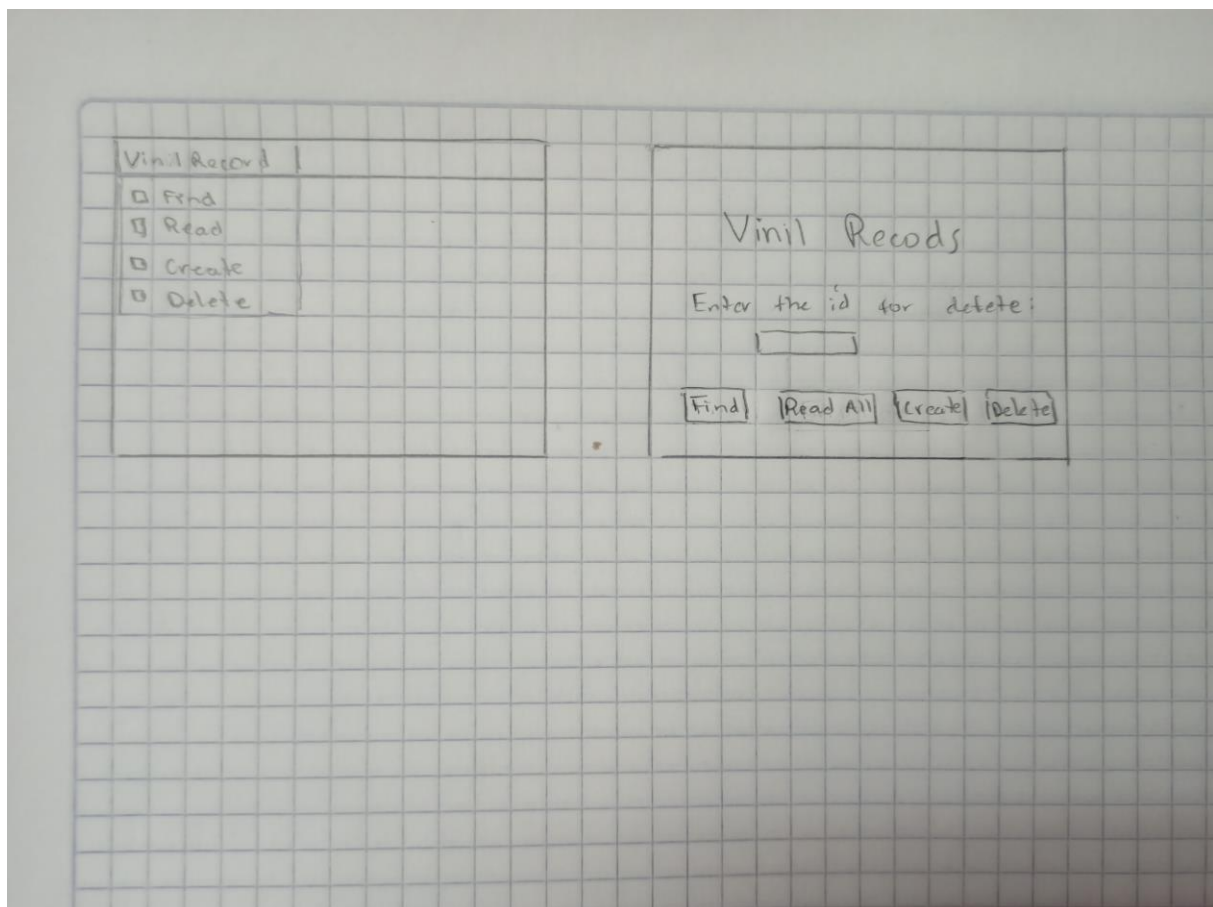 Vinil Record
Find
Read
Create
Delete
Vinil Recods
Enter the id for delete:
Find Read All Create Delete